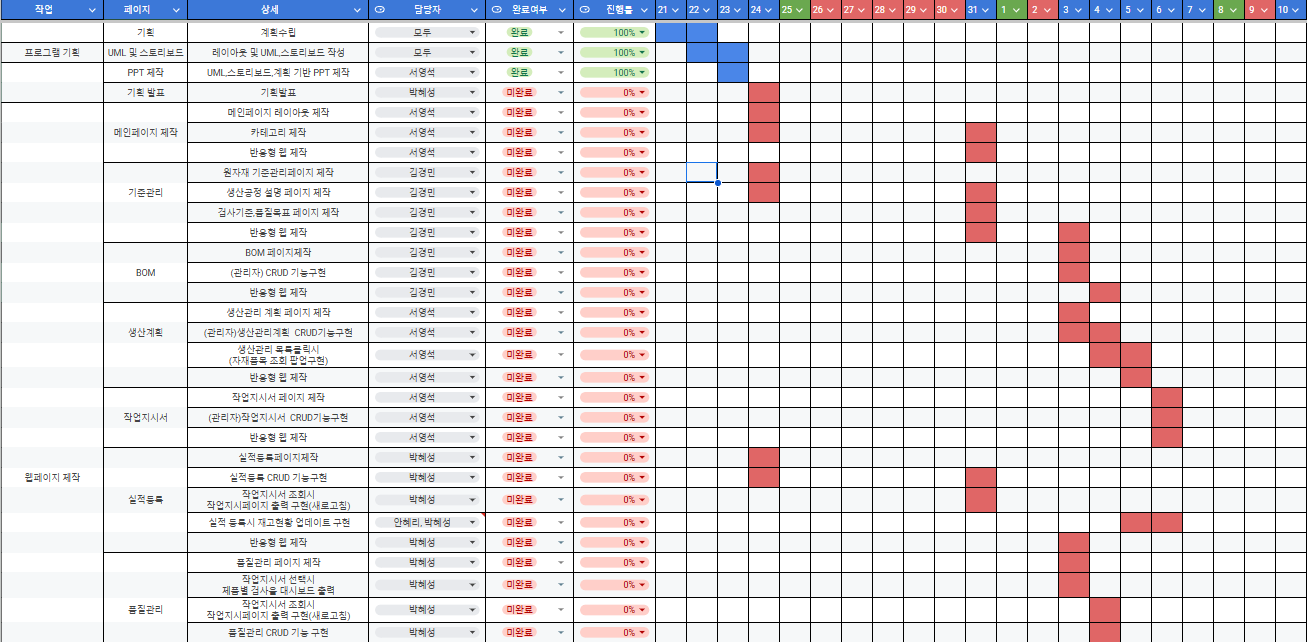 작업 페이지 상세 담당자 완료여부 진행률 21 22 23 24 25 26 27 28 29 30 31 1 2 3 4 5 6 7 8 9 10
기획 계획수립 모두 완료 100%
프로그램 기획 UML 및 스토리보드 레이아웃 및 UML,스토리보드 작성 모두 완료 100%
PPT 제작 UML,스토리보드,계획 기반 PPT 제작 서영석 완료 100%
기획 발표 기획발표 박혜성 미완료 0%
메인페이지 레이아웃 제작 서영석 미완료 0%
메인페이지 제작 카테고리 제작 서영석 미완료 0%
반응형 웹 제작 서영석 미완료 0%
원자재 기준관리페이지 제작 김경민 미완료 0%
기준관리 생산공정 설명 페이지 제작 김경민 미완료 0%
검사기준,품질목표 페이지 제작 김경민 미완료 0%
반응형 웹 제작 김경민 미완료 0%
BOM 페이지제작 김경민 미완료 0%
BOM (관리자) CRUD 기능구현 김경민 미완료 0%
반응형 웹 제작 김경민 미완료 0%
생산관리 계획 페이지 제작 서영석 미완료 0%
생산계획 (관리자)생산관리계획 CRUD기능구현 서영석 미완료 0%
생산관리 목록클릭시
(자재품목 조회 팝업구현) 서영석 미완료 0%
반응형 웹 제작 서영석 미완료 0%
작업지시서 페이지 제작 서영석 미완료 0%
작업지시서 (관리자)작업지시서 CRUD기능구현 서영석 미완료 0%
반응형 웹 제작 서영석 미완료 0%
실적등록페이지제작 박혜성 미완료 0%
웹페이지 제작 실적등록 CRUD 기능구현 박혜성 미완료 0%
실적등록 작업지시서 조회시
작업지시페이지 출력 구현(새로고침) 박혜성 미완료 0%
실적 등록시 재고현황 업데이트 구현 안혜리, 박혜성 미완료 0%
반응형 웹 제작 박혜성 미완료 0%
품질관리 페이지 제작 박혜성 미완료 0%
작업지시서 선택시
제품별 검사율 대시보드 출력 박혜성 미완료 0%
품질관리 작업지시서 조회시
작업지시페이지 출력 구현(새로고침) 박혜성 미완료 0%
품질관리 CRUD 기능 구현 박혜성 미완료 0%